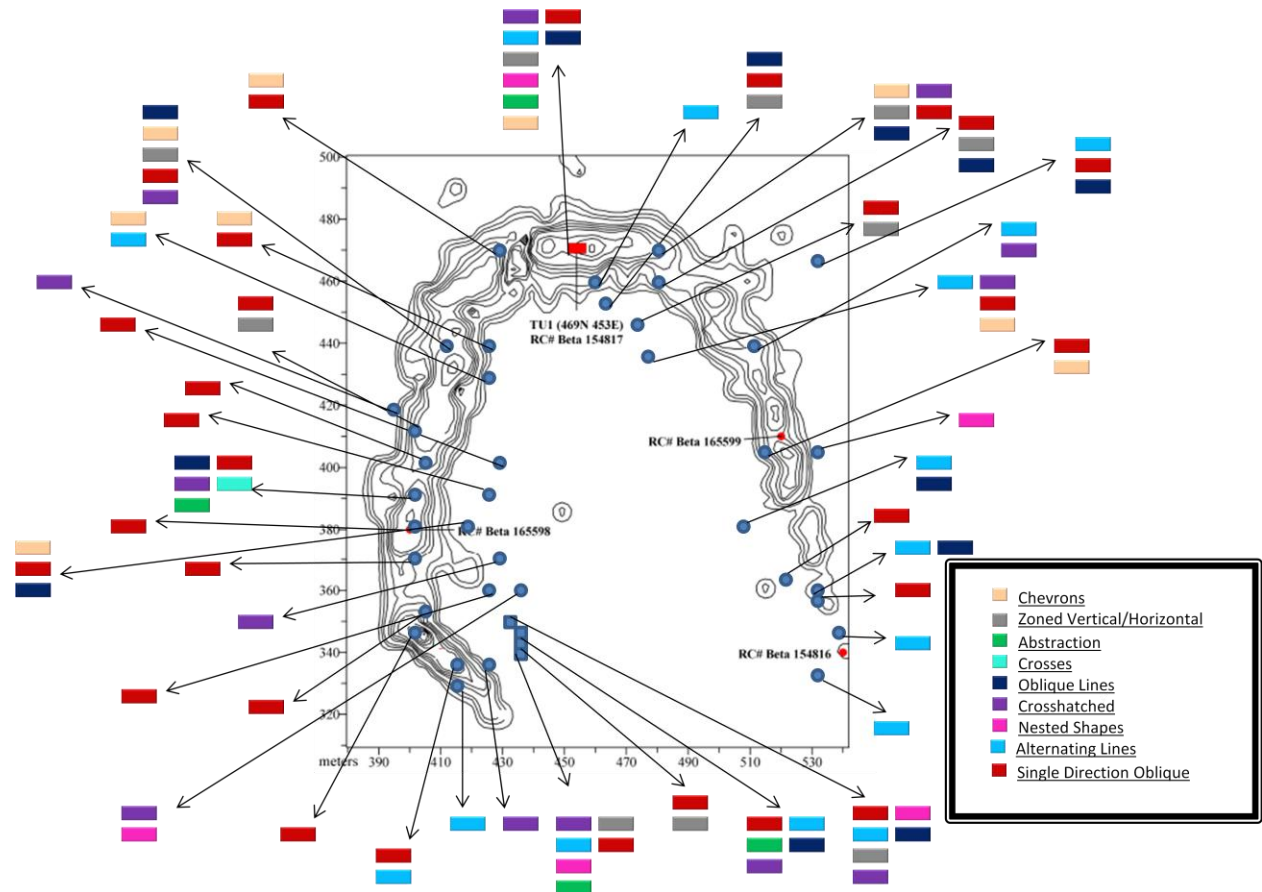 500
480
460
TU1 (469N 453E)
RC# Beta 154817
440
420
RC# Beta 165599
400
380
RC# Beta 165598
360
340
RC# Beta 154816
320
meters 390 410 430 450 470 490 510 530
Chevrons
Zoned Vertical/Horizontal
Abstraction
Crosses
Oblique Lines
Crosshatched
Nested Shapes
Alternating Lines
Single Direction Oblique